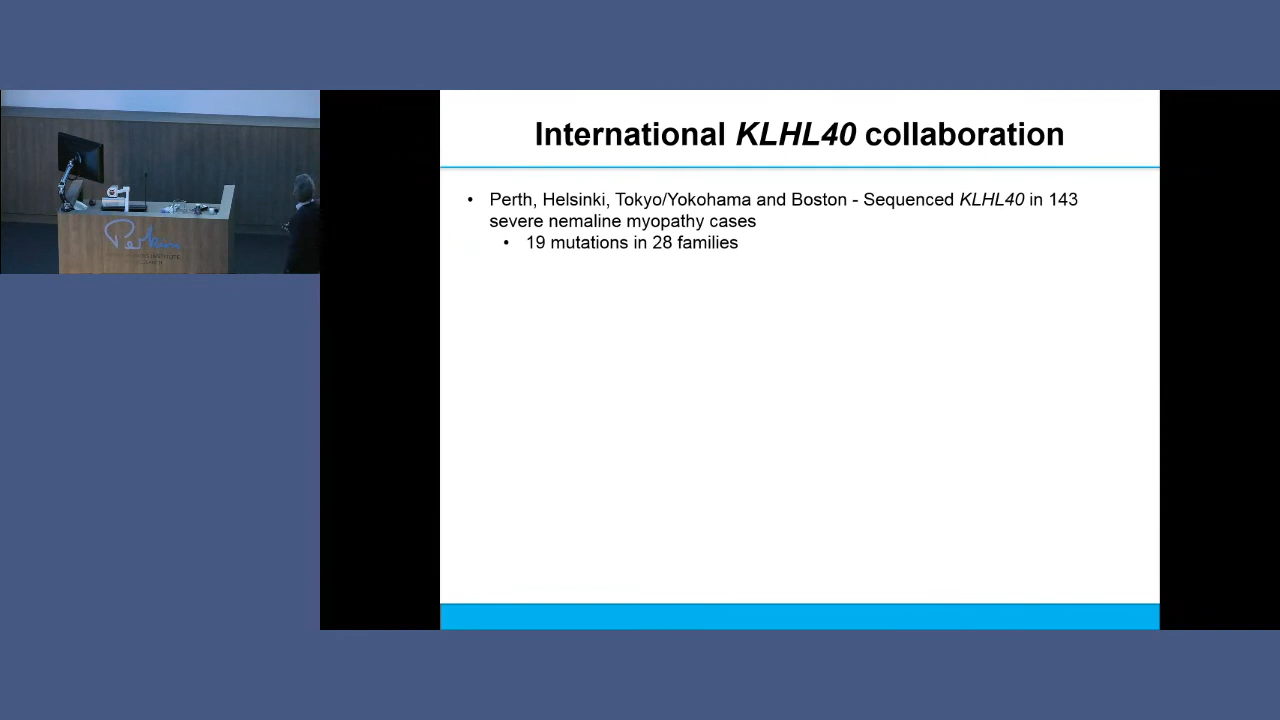 International KLHL40 collaboration
• Perth, Helsinki, Tokyo/Yokohama and Boston - Sequenced KLHL40 in 143
severe nemaline myopathy cases
• 19 mutations in 28 families
Perkins